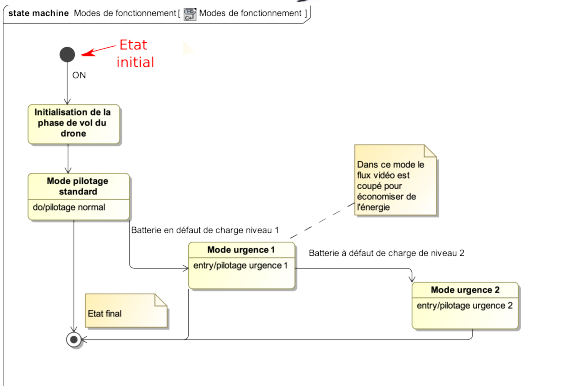 state machine Modes de fonctionnement [ Modes de fonctionnement ]
Etat
initial
ON
Initialisation de la
phase de vol du
drone
Mode pilotage
standard
do/pilotage normal
Dans ce mode le
flux vidéo est
coupé pour
économiser de
l'énergie
Batterie en défaut de charge niveau 1
Mode urgence 1
entry/pilotage urgence 1
Batterie à défaut de charge de niveau 2
Mode urgence 2
entry/pilotage urgence 2
Etat final